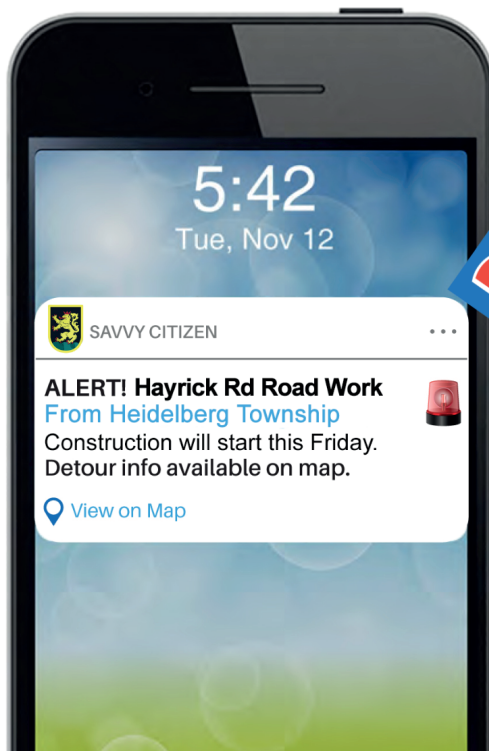 5:42
Tue, Nov 12
SAVVY CITIZEN
ALERT! Hayrick Rd Road Work
From Heidelberg Township
Construction will start this Friday.
Detour info available on map.
View on Map